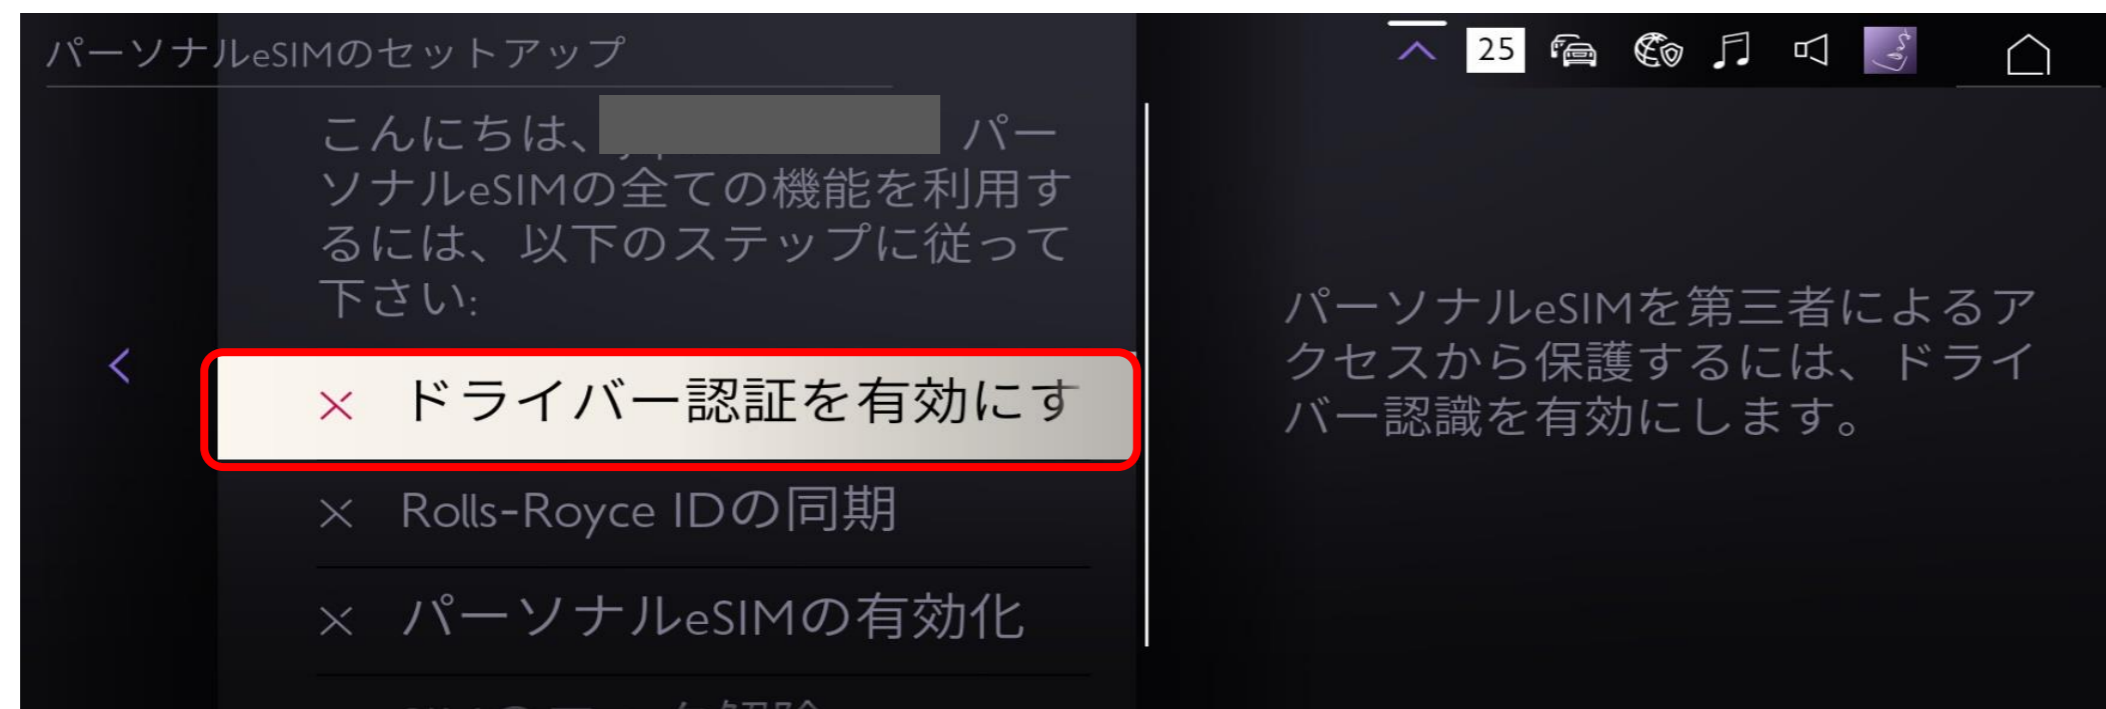 パーソナルeSIMのセットアップ
25
こんにちは、 パー
ソナルeSIMの全ての機能を利用す
るには、以下のステップに従って
下さい:
ドライバー認証を有効にす
Rolls-Royce IDの同期
パーソナルeSIMの有効化
パーソナルeSIMを第三者によるア
クセスから保護するには、ドライ
バー認識を有効にします。